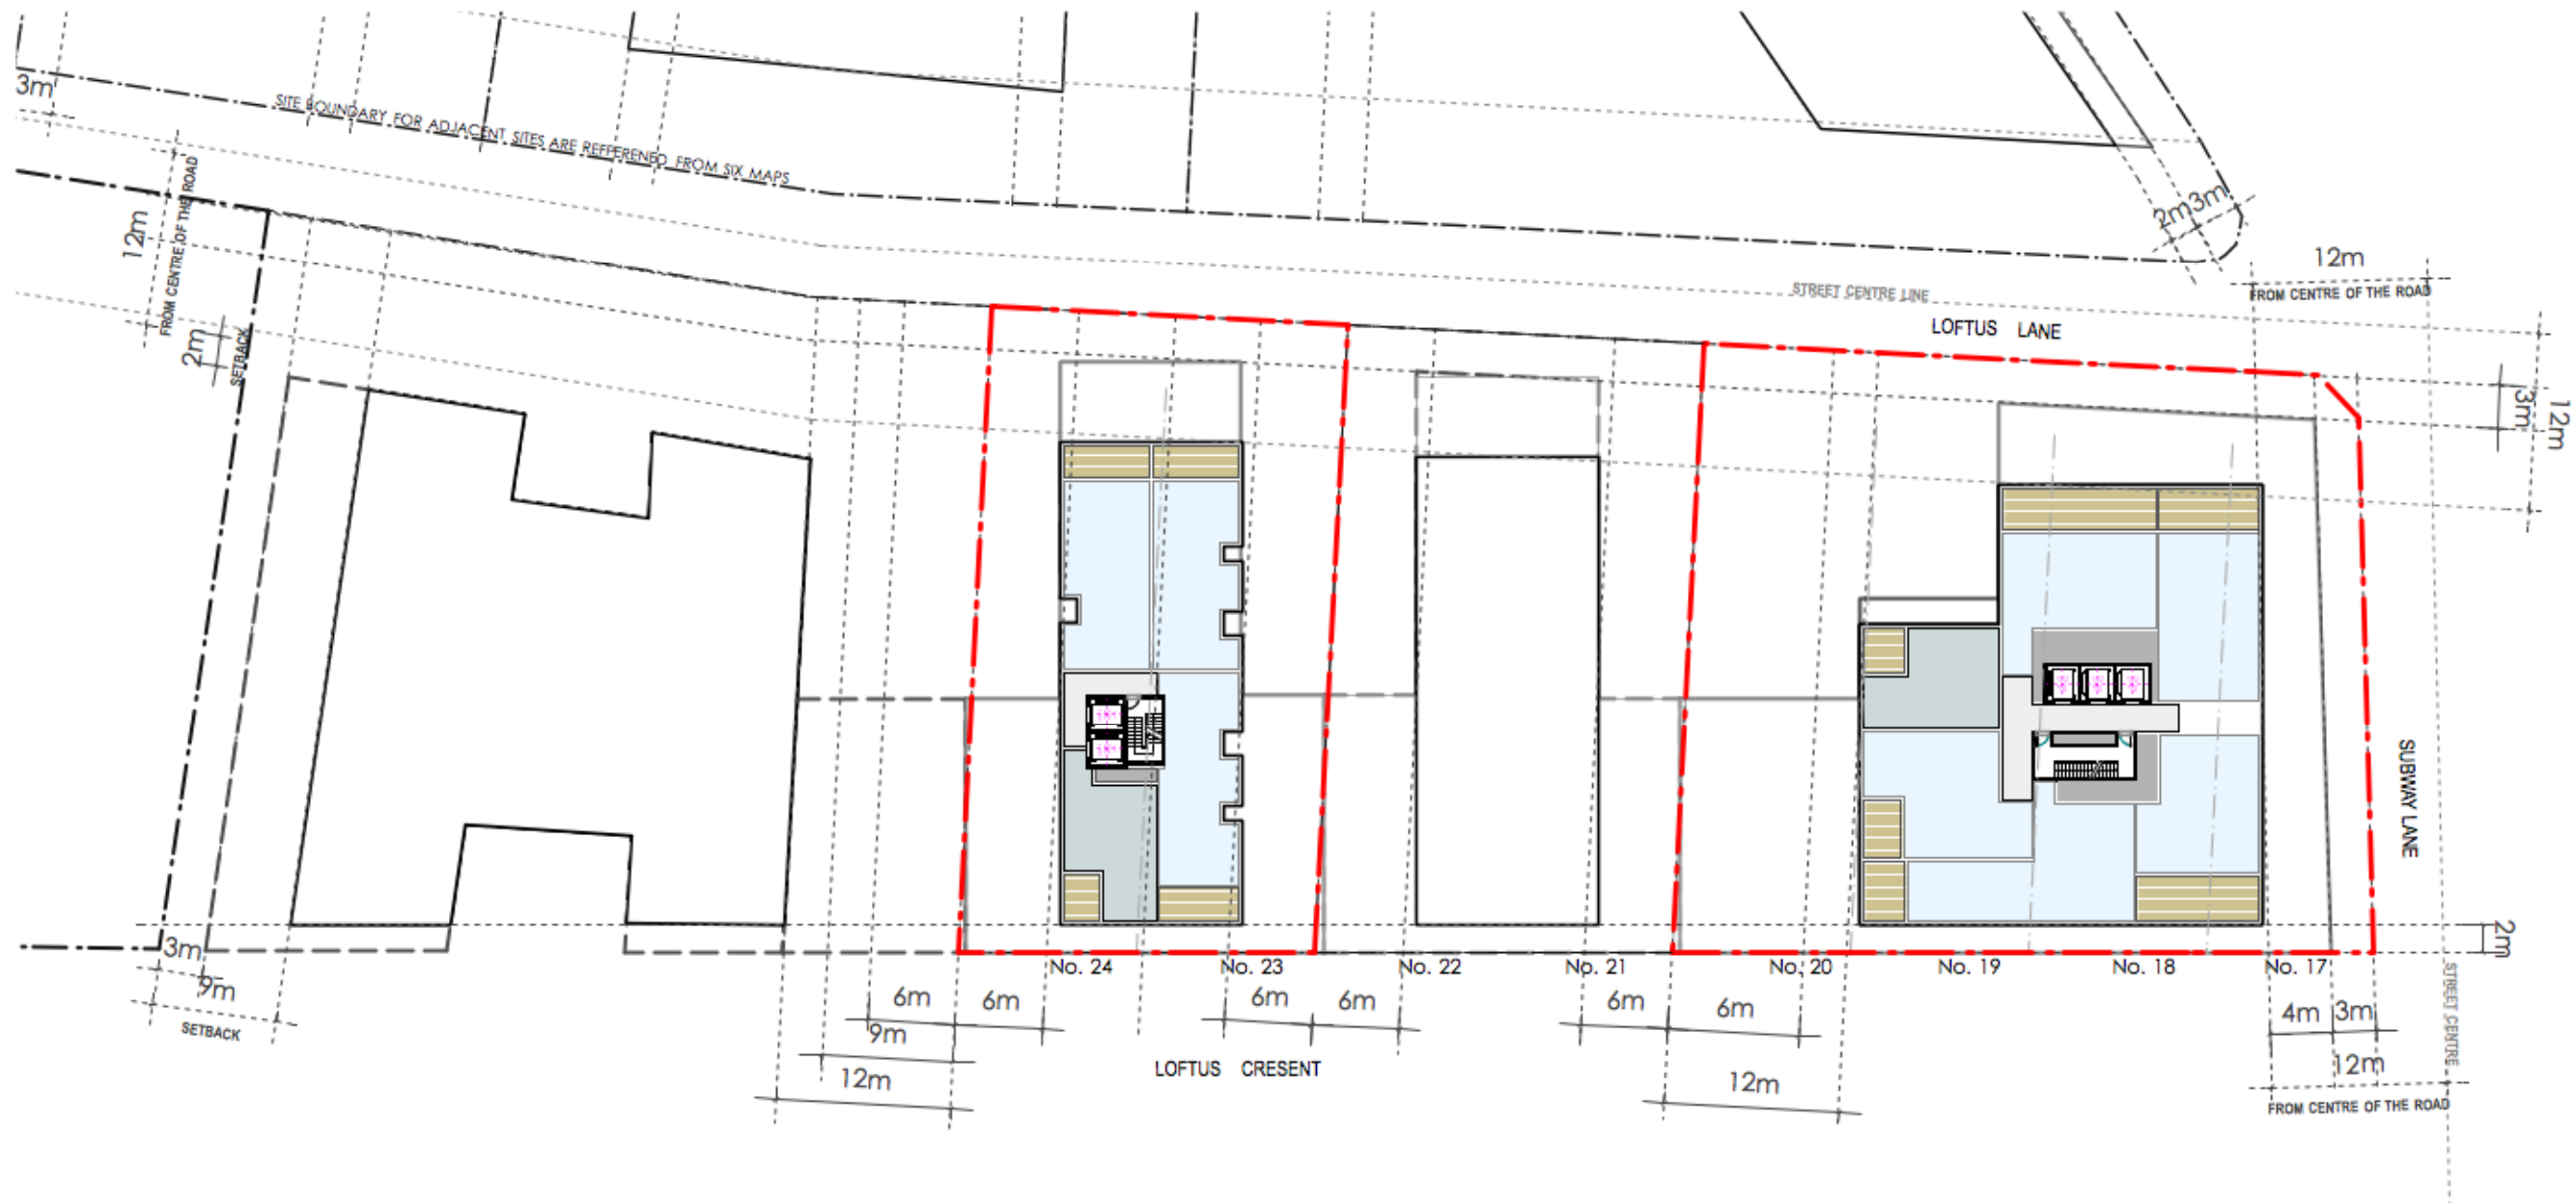 3m
SITE BOUNDARY FOR ADJACENT SITES ARE REFFERENED FROM SIX MAPS
12m
FROM CENTRE OF THE ROAD
2m
SETBACK
2m
3m
12m
FROM CENTRE OF THE ROAD
STREET CENTRE LINE
LOFTUS LANE
3m
12m
SUBWAY LANE
2m
3m
9m
SETBACK
No. 24
No. 23
No. 22
No. 21
No. 20
No. 19
No. 18
No. 17
6m
6m
6m
6m
6m
6m
4m
3m
9m
12m
12m
12m
LOFTUS CRESENT
FROM CENTRE OF THE ROAD
STREET CENTRE